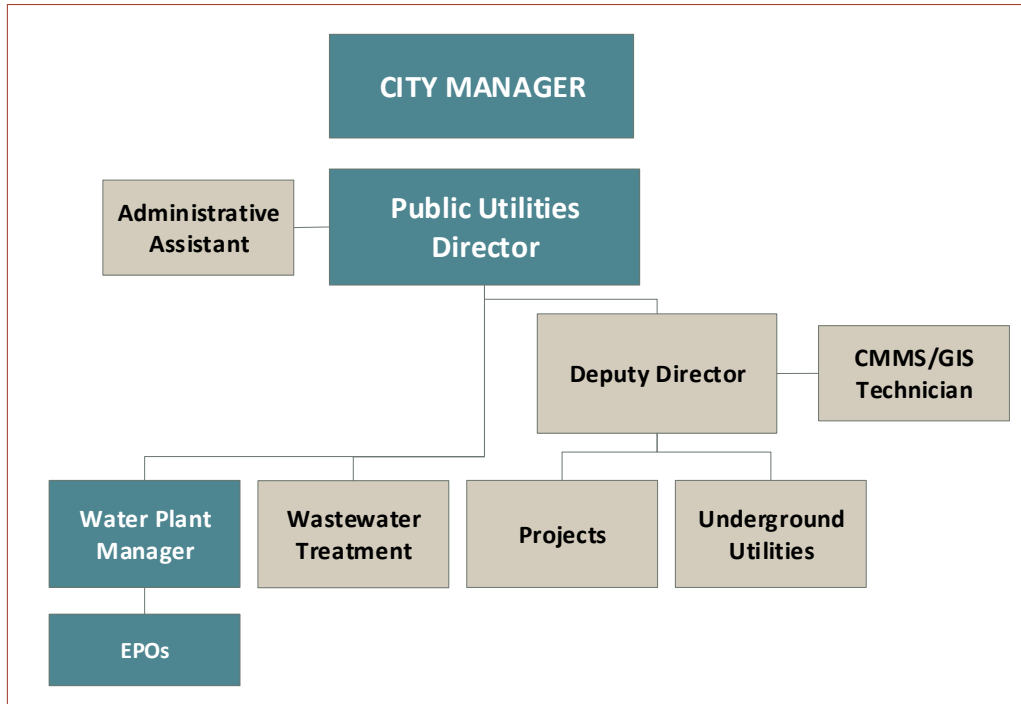 CITY MANAGER
Administrative
Assistant
Public Utilities
Director
Deputy Director
CMMS/GIS
Technician
Water Plant
Manager
Wastewater
Treatment
Projects
Underground
Utilities
EPOs